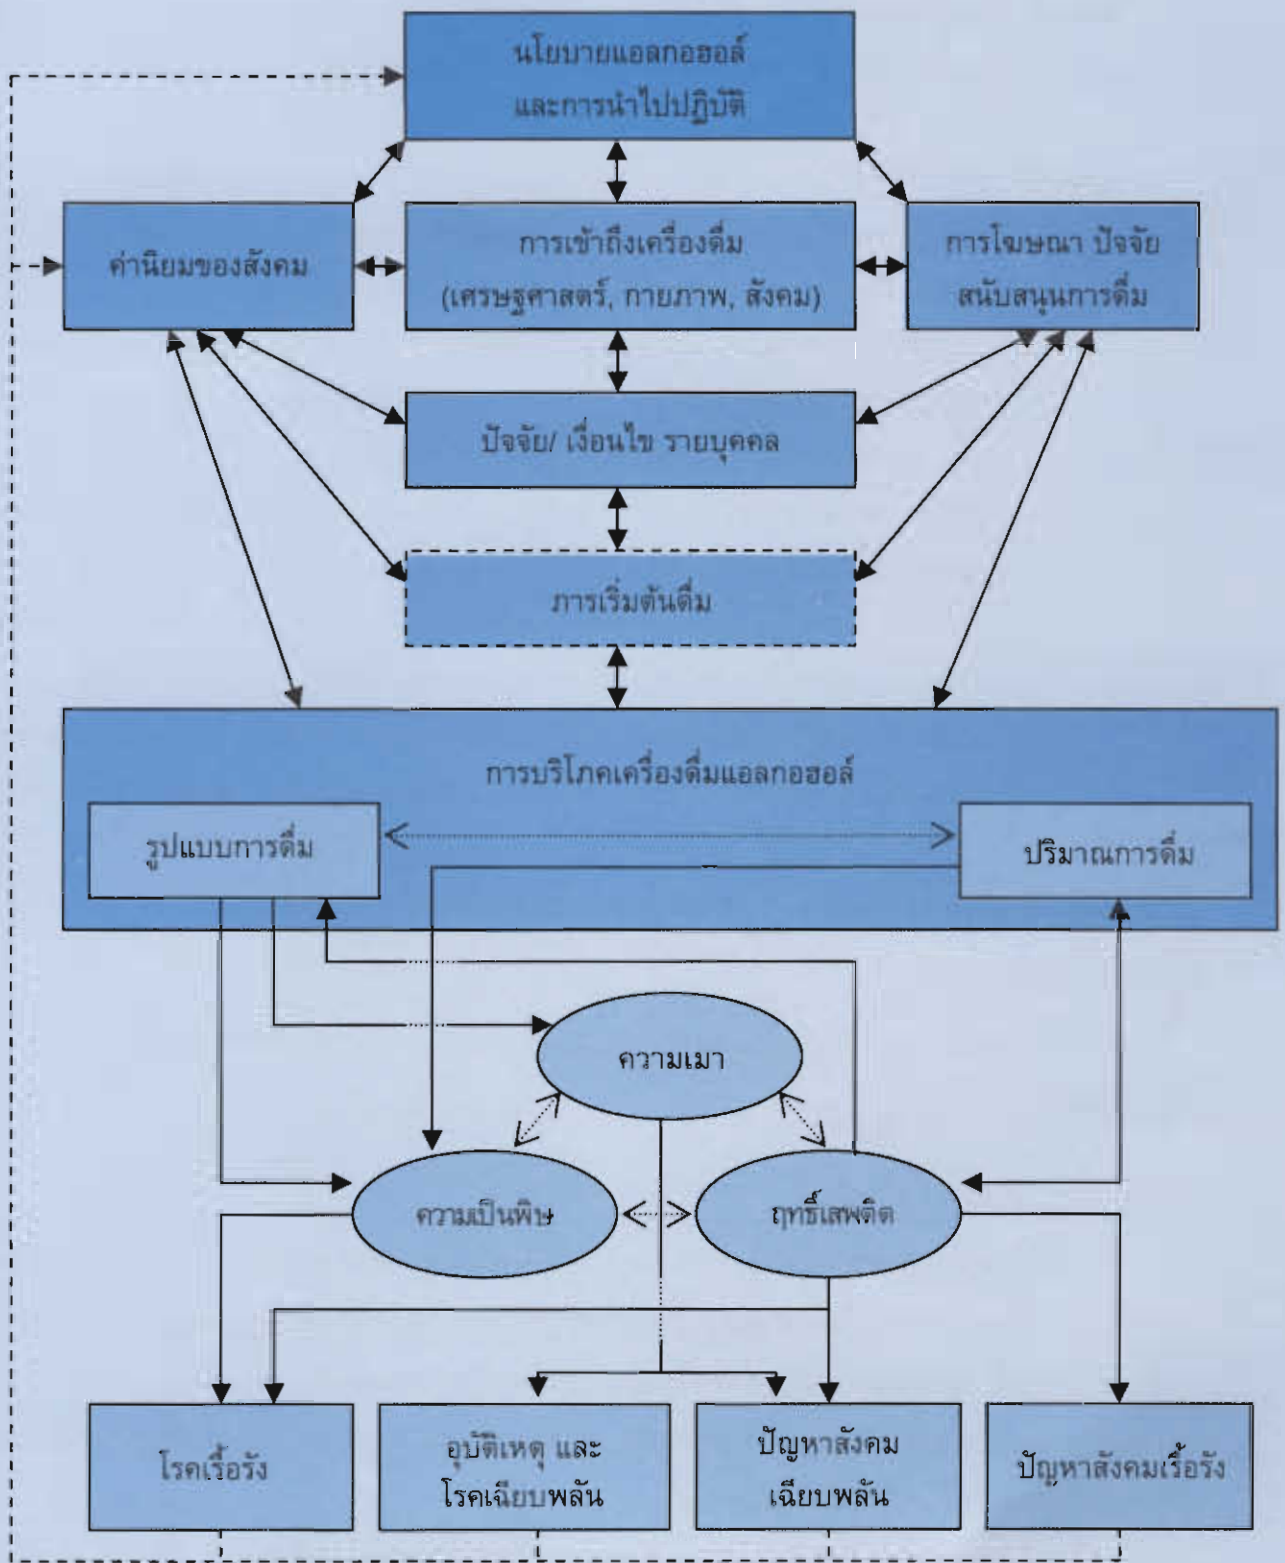 นโยบายแอลกอฮอล์
และการนำไปปฏิบัติ
ค่านิยมของสังคม
การเข้าถึงเครื่องดื่ม
(เศรษฐศาสตร์, กายภาพ, สังคม)
การโฆษณา ปัจจัย
สนับสนุนการดื่ม
ปัจจัย/ เงื่อนไข รายบุคคล
การเริ่มต้นดื่ม
การบริโภคเครื่องดื่มแอลกอฮอล์
รูปแบบการดื่ม
ปริมาณการดื่ม
ความเมา
ความเป็นพิษ
ฤทธิ์เสพติด
โรคเรื้อรัง
อุบัติเหตุ และ
โรคเฉียบพลัน
ปัญหาสังคม
เฉียบพลัน
ปัญหาสังคมเรื้อรัง